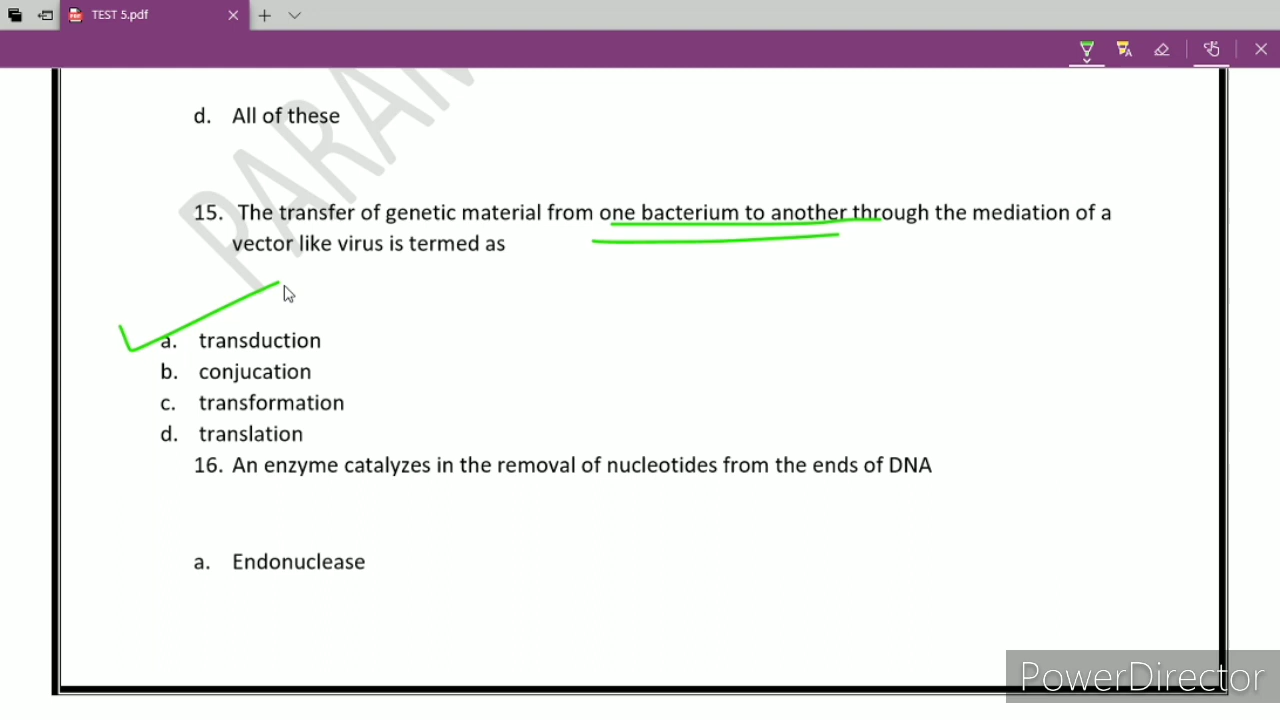 TEST 5.pdf
PARAM
d. All of these
15. The transfer of genetic material from one bacterium to another through the mediation of a
vector like virus is termed as
a. transduction
b. conjucation
c. transformation
d. translation
16. An enzyme catalyzes in the removal of nucleotides from the ends of DNA
a. Endonuclease
PowerDirector